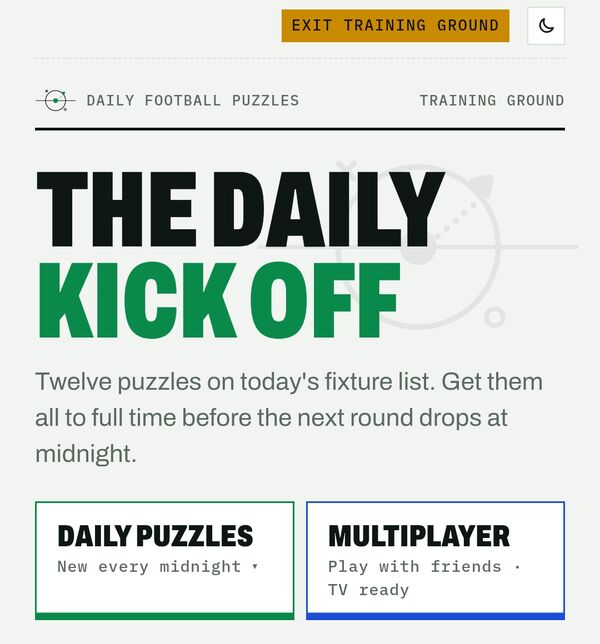 EXIT TRAINING GROUND
DAILY FOOTBALL PUZZLES
TRAINING GROUND
THE DAILY
KICK OFF
Twelve puzzles on today's fixture list. Get them
all to full time before the next round drops at
midnight.
DAILY PUZZLES
New every midnight ▾
MULTIPLAYER
Play with friends ·
TV ready